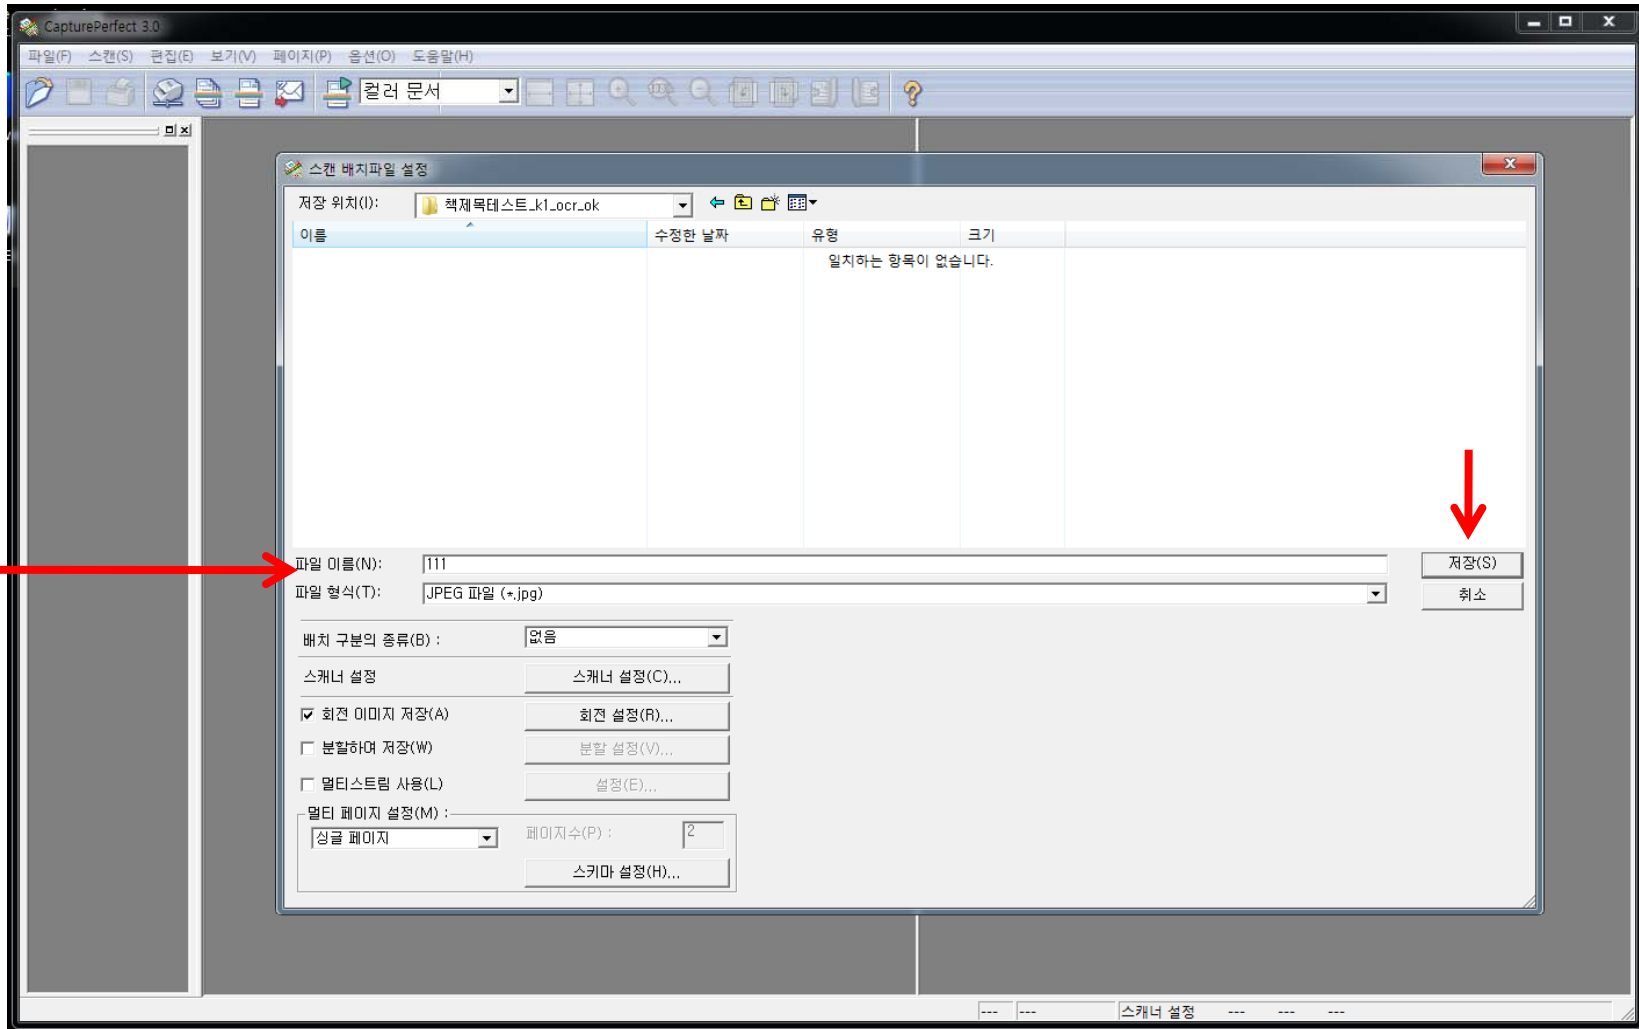 CapturePerfect 3.0
파일(F) 스캔(S) 편집(E) 보기(V) 페이지(P) 옵션(O) 도움말(H)
컬러 문서
스캔 배치파일 설정
저장 위치(I): 책제목테스트_k1_ocr_ok
이름 수정한 날짜 유형 크기
일치하는 항목이 없습니다.
파일 이름(N): 111 저장(S)
파일 형식(T): JPEG 파일 (*.jpg) 취소
배치 구분의 종류(B) : 없음
스캐너 설정 스캐너 설정(C)...
회전 이미지 저장(A) 회전 설정(R)...
분할하여 저장(W) 분할 설정(V)...
멀티스트림 사용(L) 설정(E)...
멀티 페이지 설정(M) :
싱글 페이지 페이지수(P) : 2
스키마 설정(H)...
--- --- 스캐너 설정 --- --- ---